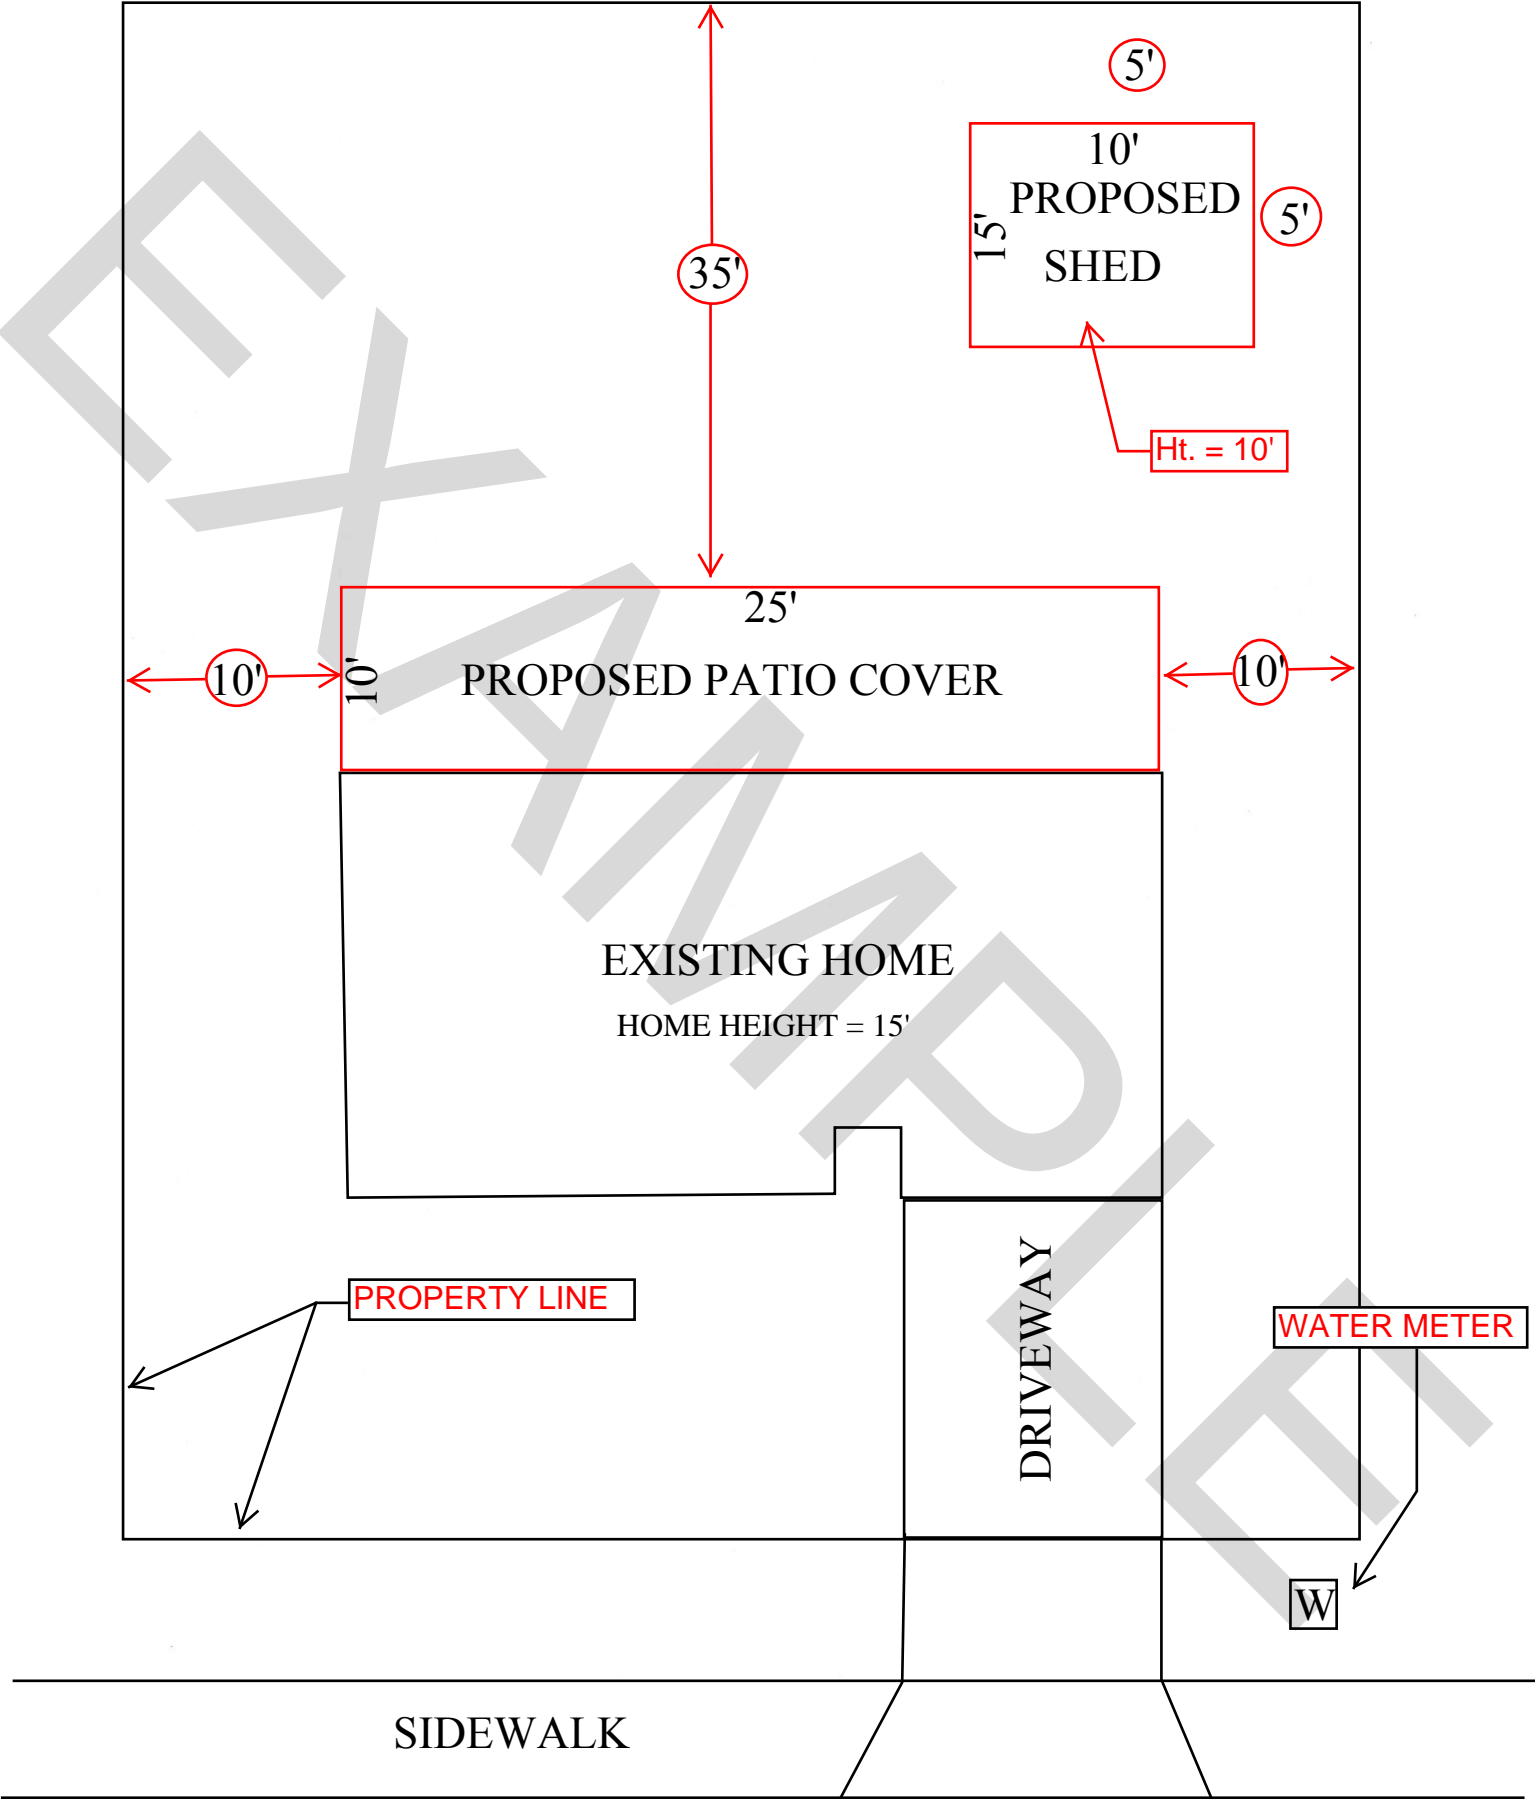 5'
10'
PROPOSED
15'
5'
SHED
35'
Ht. = 10'
25'
10'
10'
PROPOSED PATIO COVER
10'
EXISTING HOME
HOME HEIGHT = 15'
DRIVEWAY
PROPERTY LINE
WATER METER
W
SIDEWALK
EXAMPLE